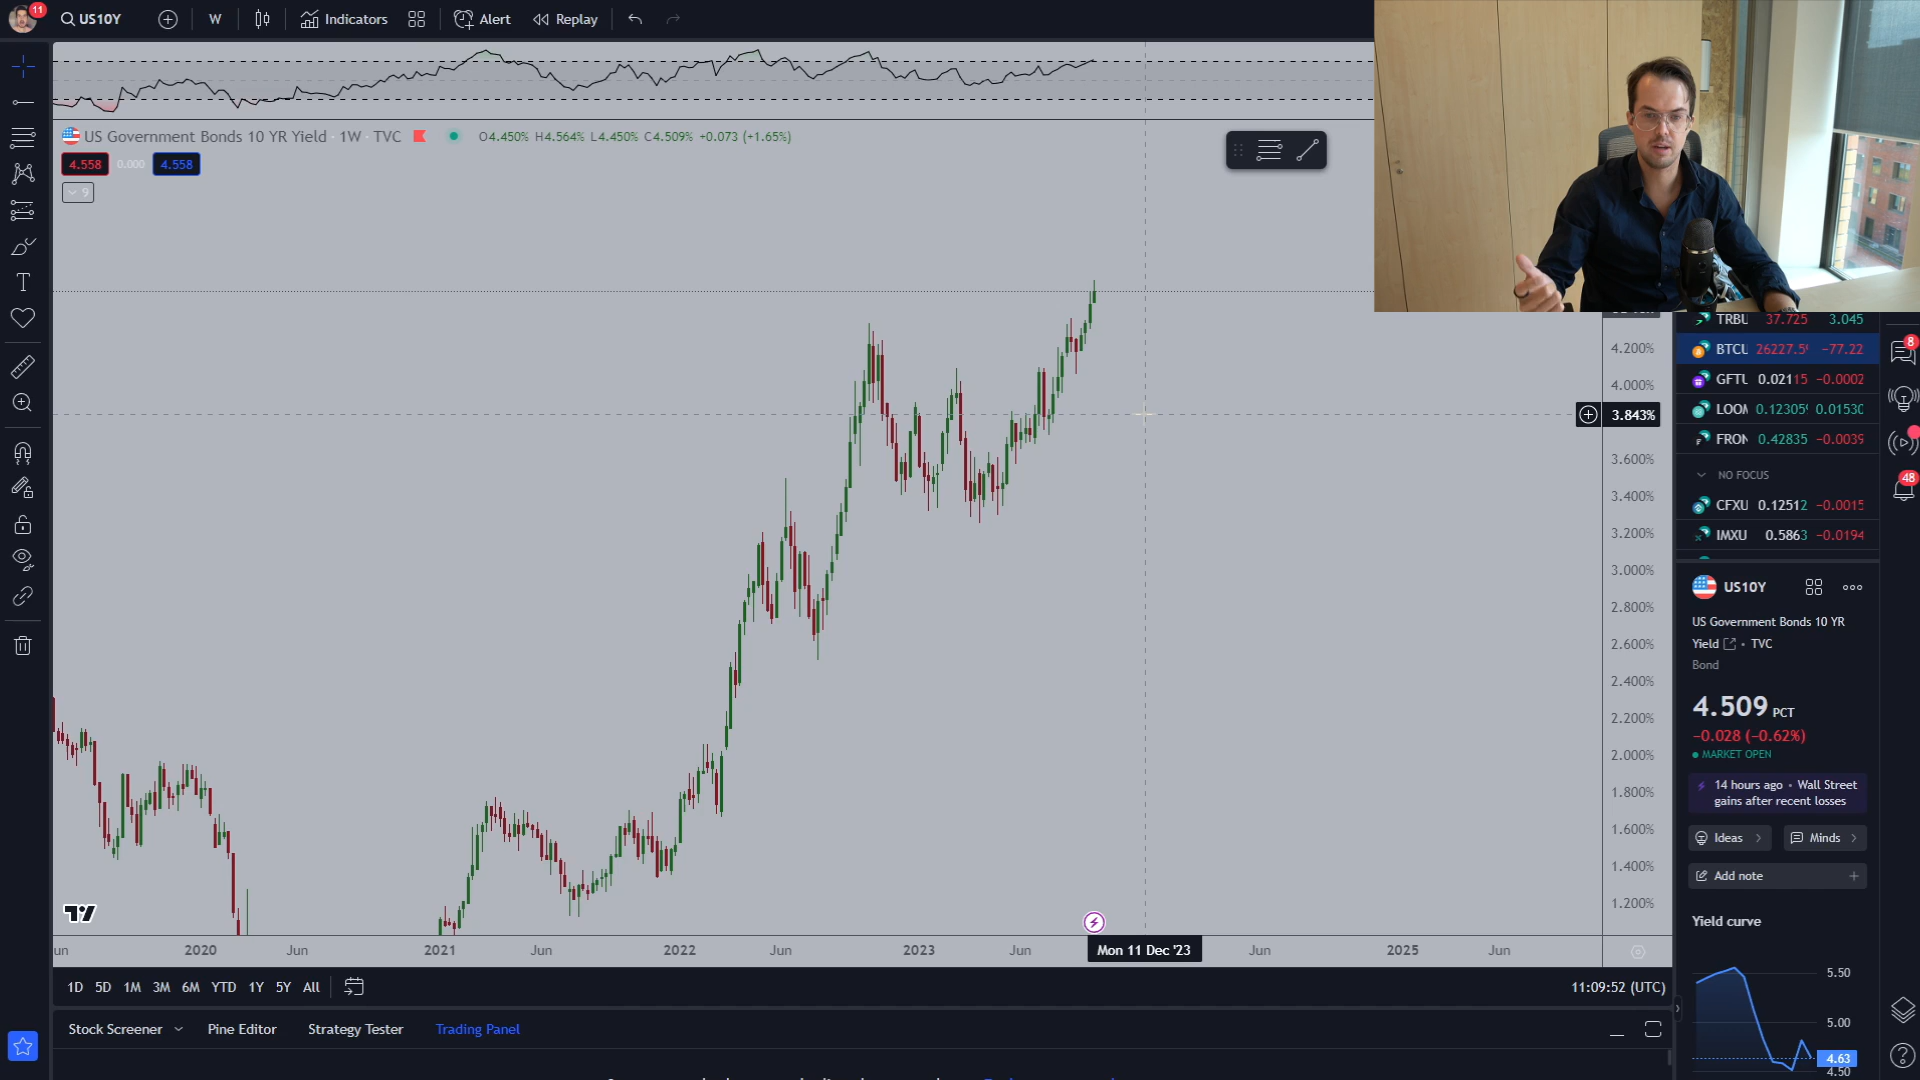 11
US10Y
W
Indicators
Alert
Replay
US Government Bonds 10 YR Yield · 1W · TVC
O4.450% H4.564% L4.450% C4.509% +0.073 (+1.65%)
4.558 0.000 4.558
9
4.200%
4.000%
3.843%
3.600%
3.400%
3.200%
3.000%
2.800%
2.600%
2.400%
2.200%
2.000%
1.800%
1.600%
1.400%
1.200%
2020 Jun 2021 Jun 2022 Jun 2023 Jun Mon 11 Dec '23 Jun 2025 Jun
1D 5D 1M 3M 6M YTD 1Y 5Y All
11:09:52 (UTC)
Stock Screener Pine Editor Strategy Tester Trading Panel
TRBU 37.725 3.045
BTCU 26227.5 −77.22
GFTU 0.02115 −0.0002
LOOM 0.12305 0.01530
FRON 0.42835 −0.0039
NO FOCUS
CFXU 0.12512 −0.0015
IMXU 0.5863 −0.0194
US10Y
US Government Bonds 10 YR
Yield · TVC
Bond
4.509 PCT
−0.028 (−0.62%)
MARKET OPEN
14 hours ago · Wall Street
gains after recent losses
Ideas
Minds
Add note
Yield curve
5.50
5.00
4.63
4.50
8
48